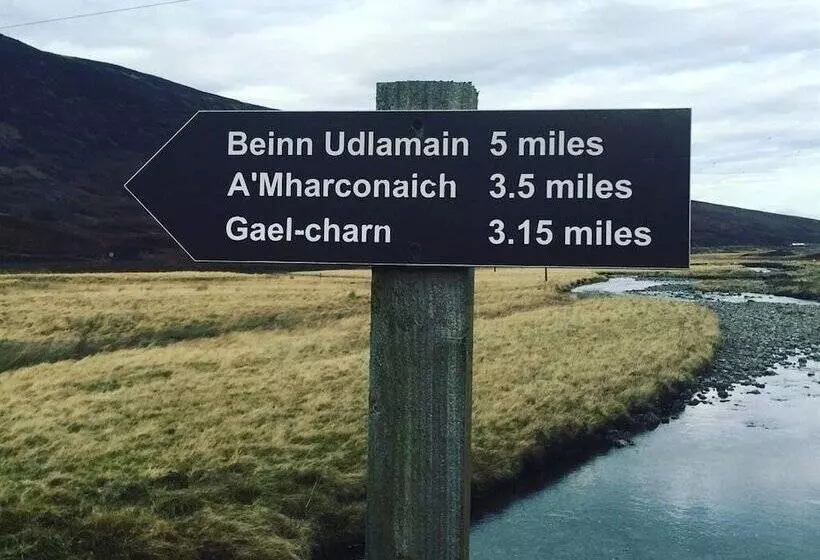 Beinn Udlamain 5 miles
A'Mharconaich 3.5 miles
Gael-charn 3.15 miles